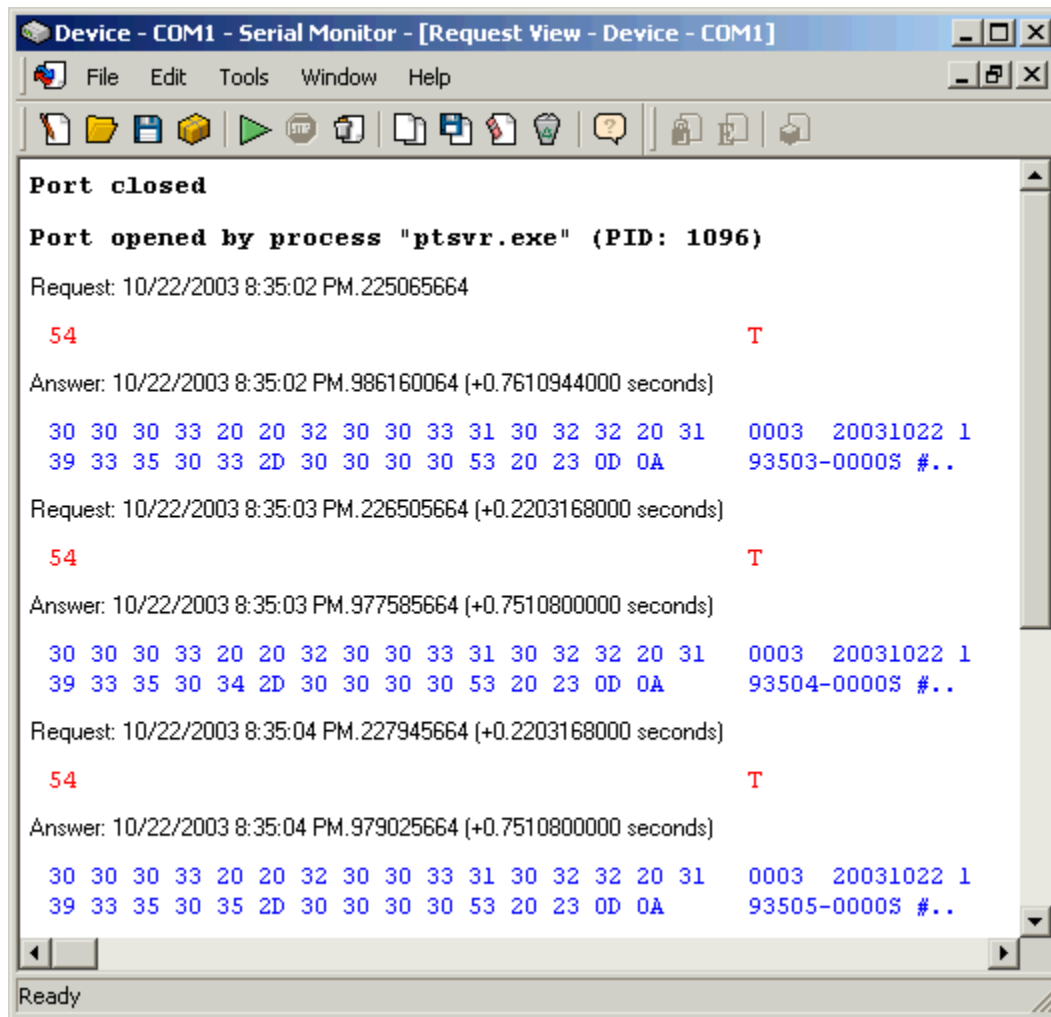 Device - COM1 - Serial Monitor - [Request View - Device - COM1]
File Edit Tools Window Help
Port closed
Port opened by process "ptsvr.exe" (PID: 1096)
Request: 10/22/2003 8:35:02 PM.225065664
54 T
Answer: 10/22/2003 8:35:02 PM.986160064 (+0.7610944000 seconds)
30 30 30 33 20 20 32 30 30 33 31 30 32 32 20 31 0003  20031022 1
39 33 35 30 33 2D 30 30 30 30 53 20 23 0D 0A 93503-0000S #..
Request: 10/22/2003 8:35:03 PM.226505664 (+0.2203168000 seconds)
54 T
Answer: 10/22/2003 8:35:03 PM.977585664 (+0.7510800000 seconds)
30 30 30 33 20 20 32 30 30 33 31 30 32 32 20 31 0003  20031022 1
39 33 35 30 34 2D 30 30 30 30 53 20 23 0D 0A 93504-0000S #..
Request: 10/22/2003 8:35:04 PM.227945664 (+0.2203168000 seconds)
54 T
Answer: 10/22/2003 8:35:04 PM.979025664 (+0.7510800000 seconds)
30 30 30 33 20 20 32 30 30 33 31 30 32 32 20 31 0003  20031022 1
39 33 35 30 35 2D 30 30 30 30 53 20 23 0D 0A 93505-0000S #..
Ready